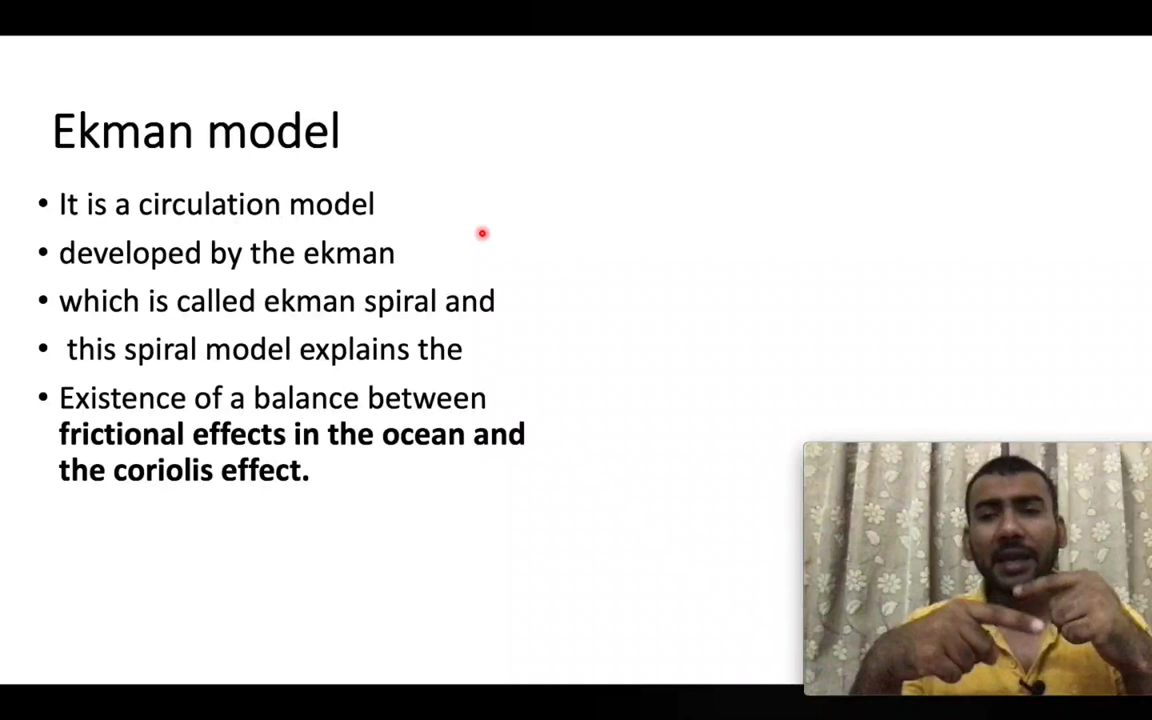 Ekman model
• It is a circulation model
• developed by the ekman
• which is called ekman spiral and
• this spiral model explains the
• Existence of a balance between
frictional effects in the ocean and
the coriolis effect.